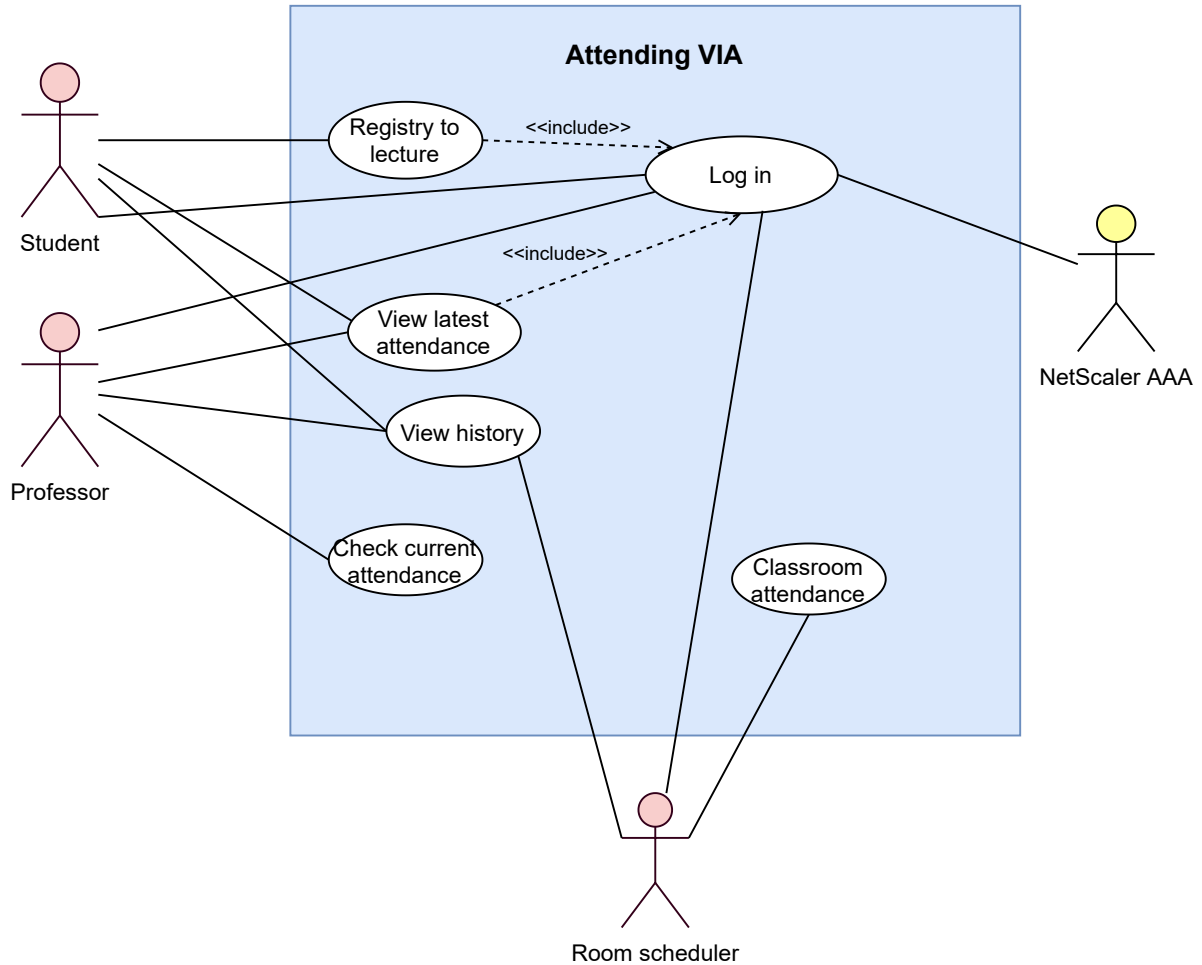 Attending VIA
Registry to
lecture
<<include>>
Log in
Student
<<include>>
View latest
attendance
NetScaler AAA
View history
Professor
Check current
attendance
Classroom
attendance
Room scheduler